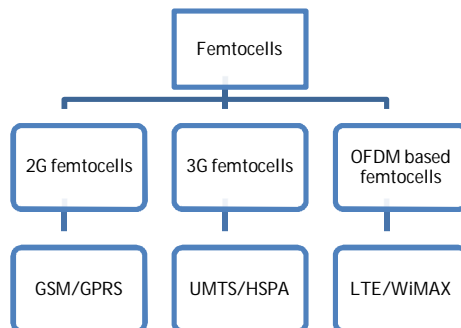 Femtocells
2G femtocells
3G femtocells
OFDM based
femtocells
GSM/GPRS
UMTS/HSPA
LTE/WiMAX